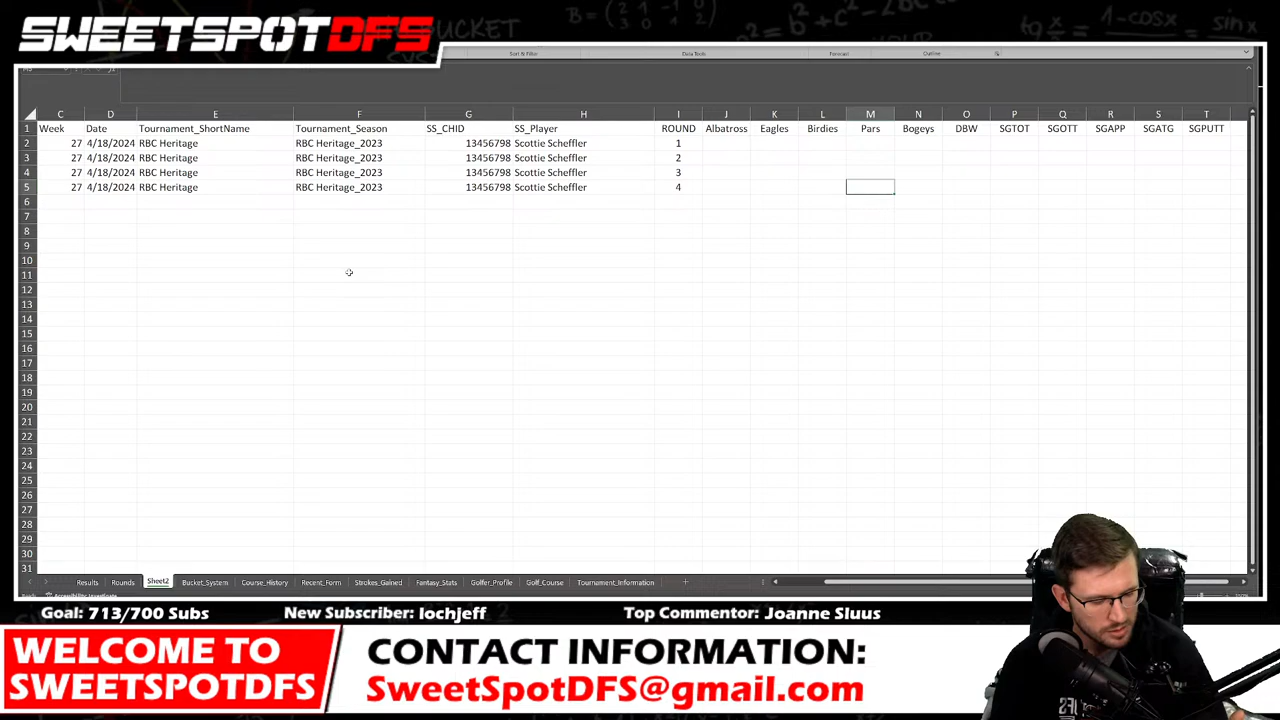 SWEETSPOTDFS
Sort & Filter Data Tools Forecast Outline
C D E F G H I J K L M N O P Q R S T
1 Week Date Tournament_ShortName Tournament_Season SS_CHID SS_Player ROUND Albatross Eagles Birdies Pars Bogeys DBW SGTOT SGOTT SGAPP SGATG SGPUTT
2 27 4/18/2024 RBC Heritage RBC Heritage_2023 13456798 Scottie Scheffler 1
3 27 4/18/2024 RBC Heritage RBC Heritage_2023 13456798 Scottie Scheffler 2
4 27 4/18/2024 RBC Heritage RBC Heritage_2023 13456798 Scottie Scheffler 3
5 27 4/18/2024 RBC Heritage RBC Heritage_2023 13456798 Scottie Scheffler 4
6
7
8
9
10
11
12
13
14
15
16
17
18
19
20
21
22
23
24
25
26
27
28
29
30
31
Results Rounds Sheet2 Bucket_System Course_History Recent_Form Strokes_Gained Fantasy_Stats Golfer_Profile Golf_Course Tournament_Information +
Goal: 713/700 Subs New Subscriber: lochjeff Top Commentor: Joanne Sluus
WELCOME TO
SWEETSPOTDFS
CONTACT INFORMATION:
SweetSpotDFS@gmail.com